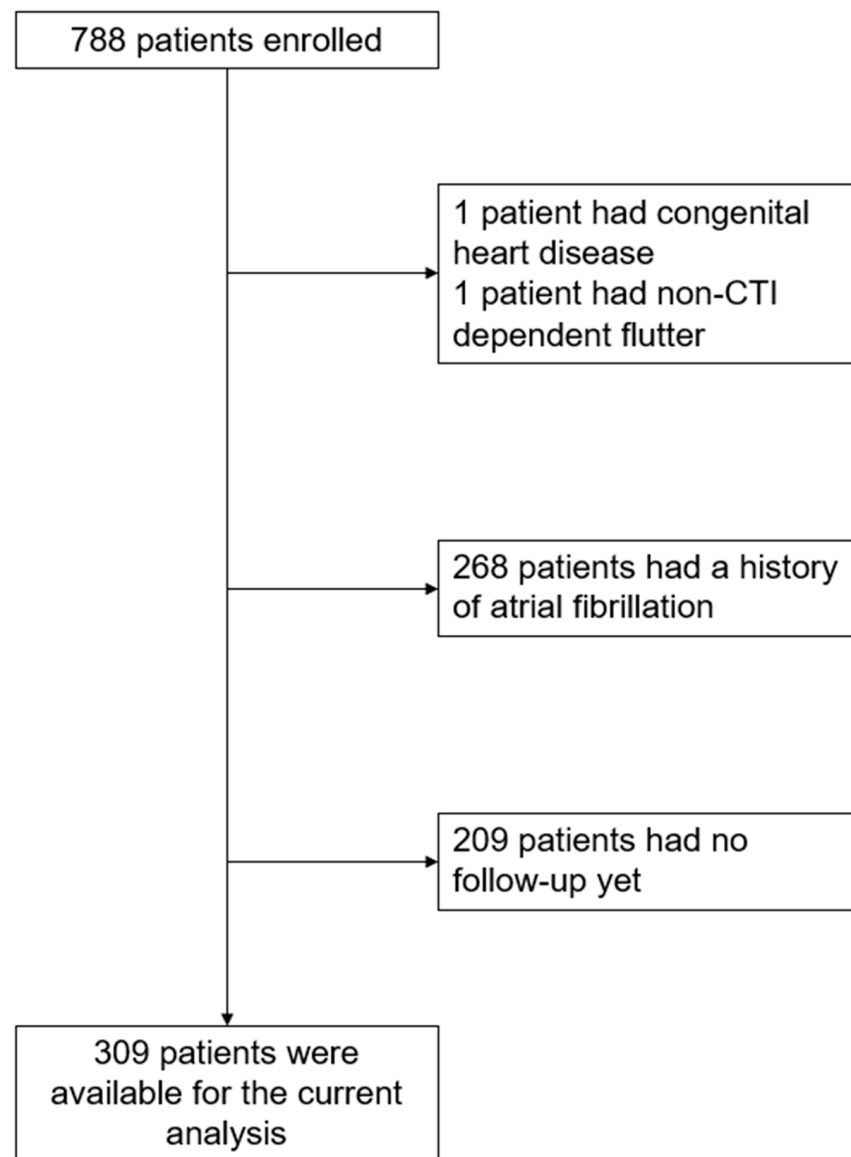 788 patients enrolled
1 patient had congenital
heart disease
1 patient had non-CTI
dependent flutter
268 patients had a history
of atrial fibrillation
209 patients had no
follow-up yet
309 patients were
available for the current
analysis